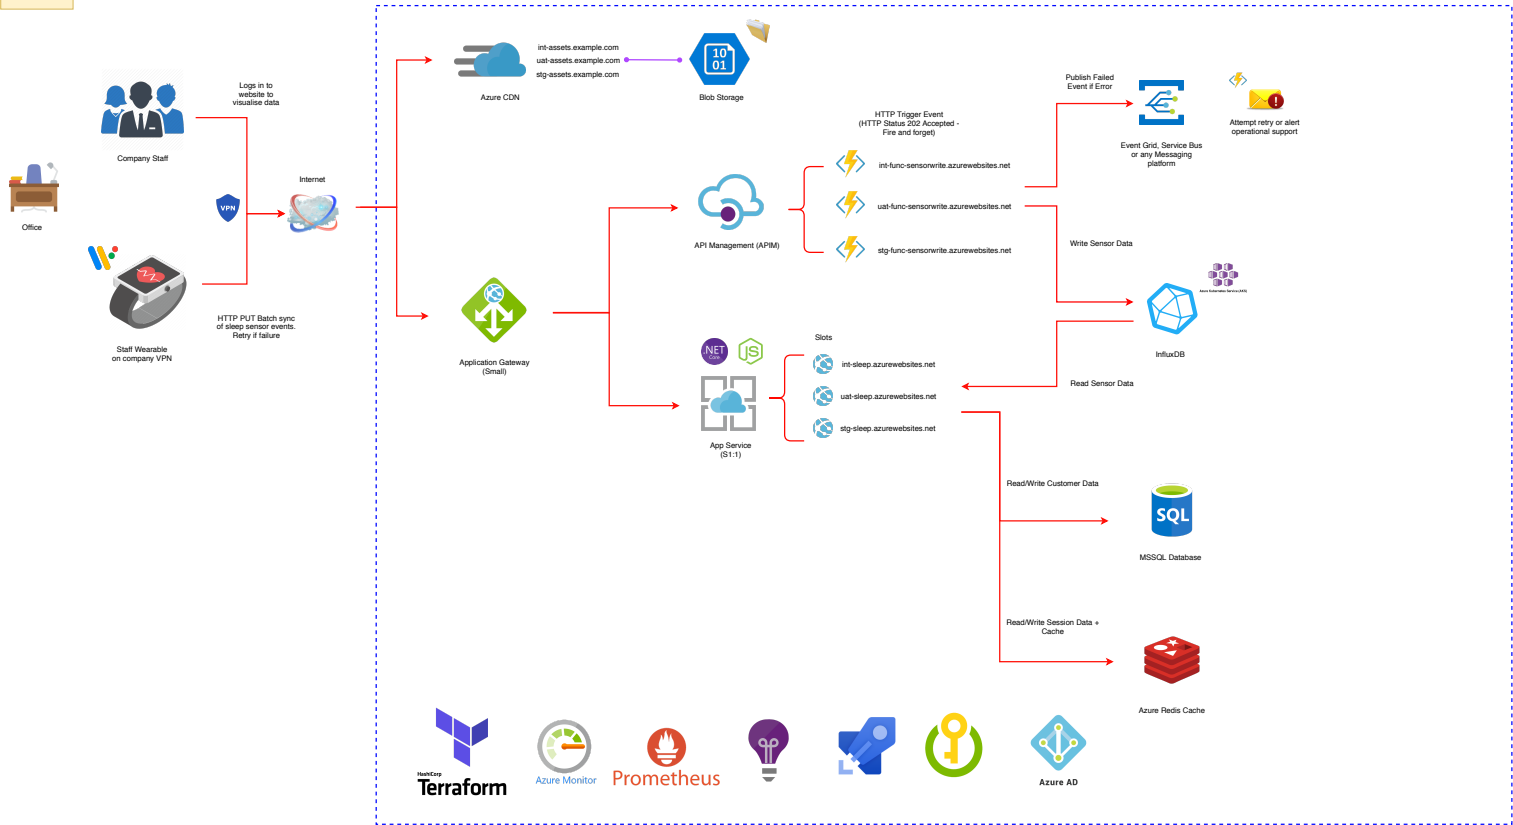 int-assets.example.com
uat-assets.example.com
stg-assets.example.com
Azure CDN
10
01
Blob Storage
Logs in to
website to
visualise data
Company Staff
Office
VPN
Internet
HTTP PUT Batch sync
of sleep sensor events.
Retry if failure
Staff Wearable
on company VPN
Application Gateway
(Small)
HTTP Trigger Event
(HTTP Status 202 Accepted -
Fire and forget)
int-func-sensorwrite.azurewebsites.net
uat-func-sensorwrite.azurewebsites.net
stg-func-sensorwrite.azurewebsites.net
API Management (APIM)
Publish Failed
Event if Error
Event Grid, Service Bus
or any Messaging
platform
Attempt retry or alert
operational support
Write Sensor Data
Azure Kubernetes Service (AKS)
InfluxDB
Read Sensor Data
.NET
Core
JS
Slots
int-sleep.azurewebsites.net
uat-sleep.azurewebsites.net
stg-sleep.azurewebsites.net
App Service
(S1:1)
Read/Write Customer Data
SQL
MSSQL Database
Read/Write Session Data +
Cache
Azure Redis Cache
HashiCorp
Terraform
Azure Monitor
Prometheus
Azure AD